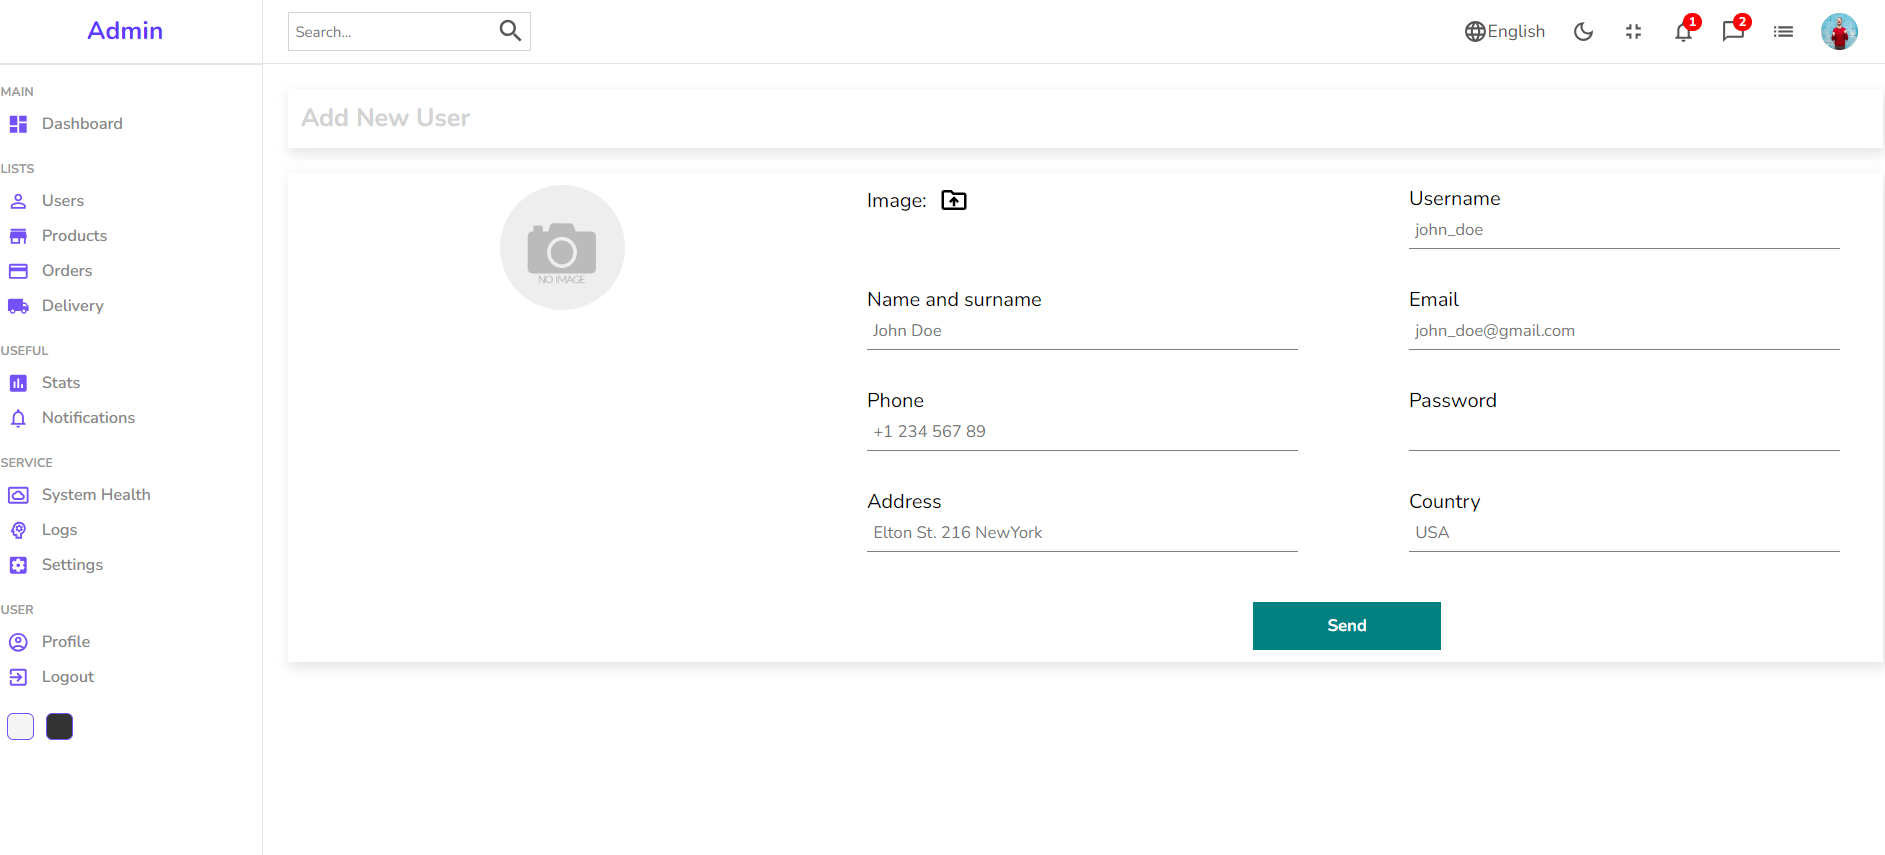 Admin
Search...
English
1
2
MAIN
Dashboard
LISTS
Users
Products
Orders
Delivery
USEFUL
Stats
Notifications
SERVICE
System Health
Logs
Settings
USER
Profile
Logout
Add New User
NO IMAGE
Image:
Username
john_doe
Name and surname
John Doe
Email
john_doe@gmail.com
Phone
+1 234 567 89
Password
Address
Elton St. 216 NewYork
Country
USA
Send